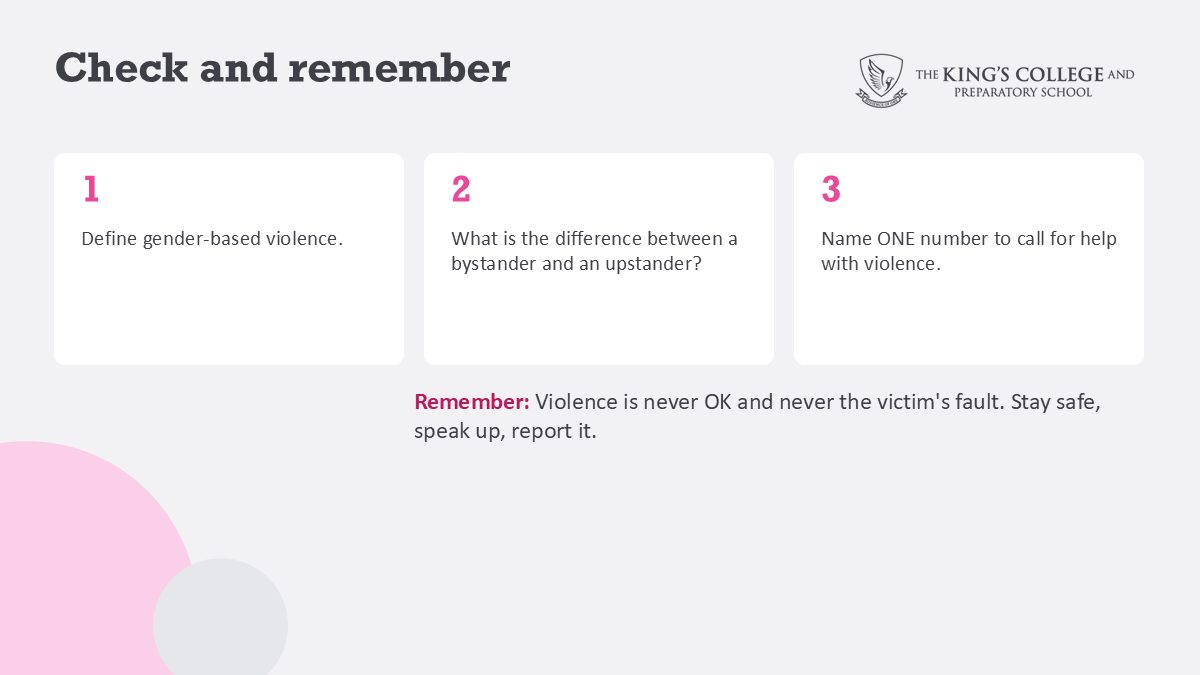 Check and remember
THE KING'S COLLEGE AND
PREPARATORY SCHOOL
1
Define gender-based violence.
2
What is the difference between a
bystander and an upstander?
3
Name ONE number to call for help
with violence.
Remember: Violence is never OK and never the victim's fault. Stay safe,
speak up, report it.